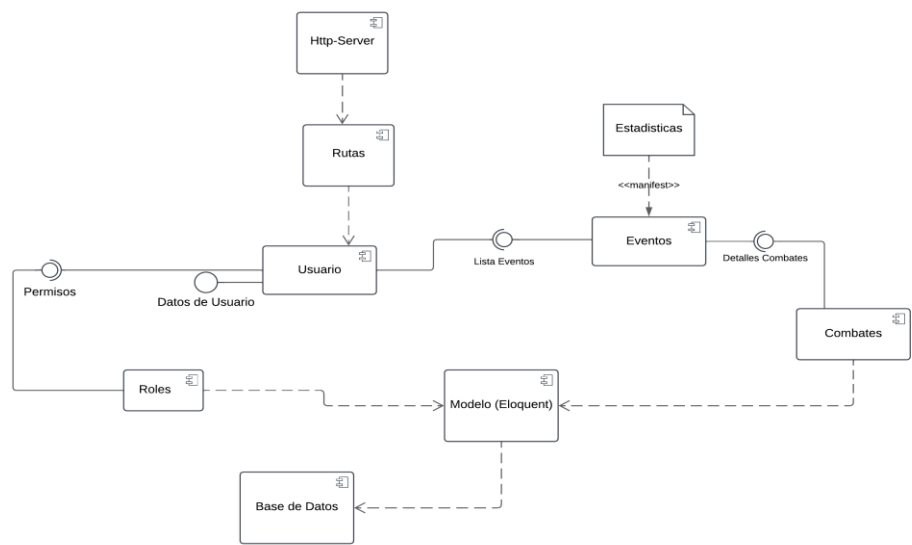 Http-Server
Estadisticas
Rutas
<<manifest>>
Eventos
Lista Eventos
Detalles Combates
Usuario
Permisos
Datos de Usuario
Combates
Roles
Modelo (Eloquent)
Base de Datos